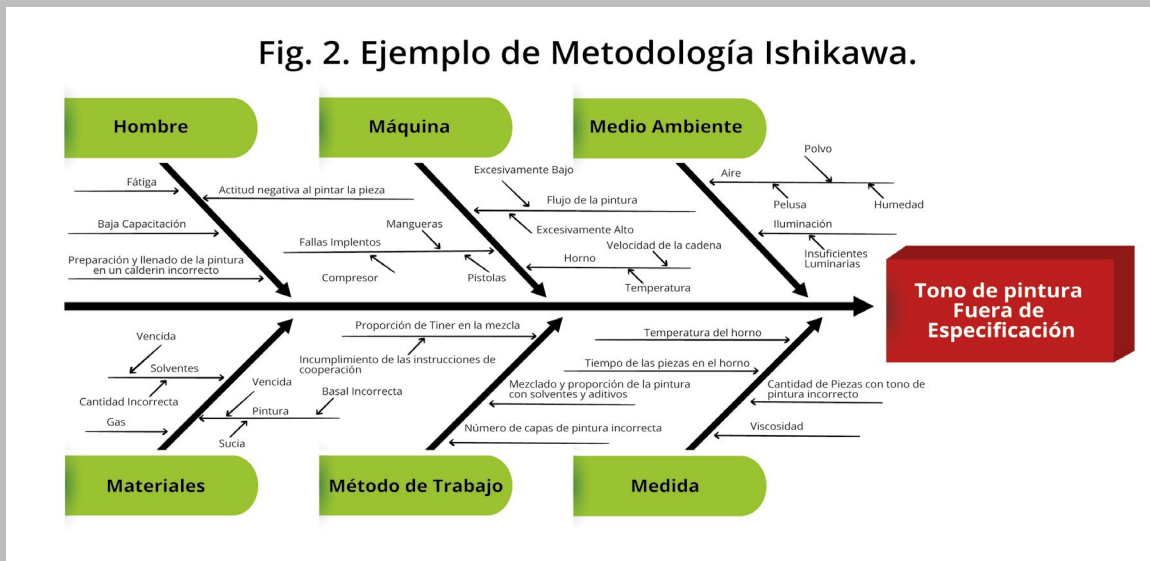 Fig. 2. Ejemplo de Metodología Ishikawa.
Hombre
Máquina
Medio Ambiente
Fátiga
Actitud negativa al pintar la pieza
Baja Capacitación
Preparación y llenado de la pintura
en un calderin incorrecto
Excesivamente Bajo
Flujo de la pintura
Excesivamente Alto
Mangueras
Fallas Implentos
Compresor
Pistolas
Velocidad de la cadena
Horno
Temperatura
Polvo
Aire
Pelusa
Humedad
Iluminación
Insuficientes
Luminarias
Tono de pintura
Fuera de
Especificación
Vencida
Solventes
Cantidad Incorrecta
Gas
Vencida
Basal Incorrecta
Pintura
Sucia
Proporción de Tiner en la mezcla
Incumplimiento de las instrucciones de
cooperación
Mezclado y proporción de la pintura
con solventes y aditivos
Número de capas de pintura incorrecta
Temperatura del horno
Tiempo de las piezas en el horno
Cantidad de Piezas con tono de
pintura incorrecto
Viscosidad
Materiales
Método de Trabajo
Medida